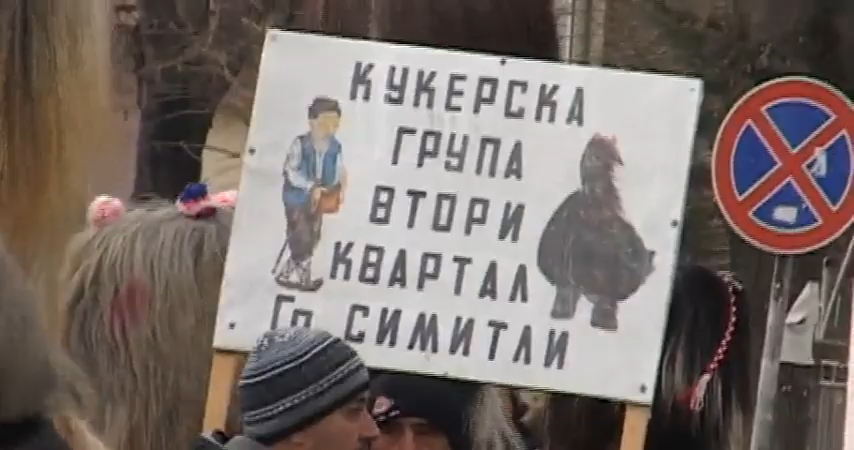 КУКЕРСКА
ГРУПА
ВТОРИ
КВАРТАЛ
Гр. СИМИТЛИ